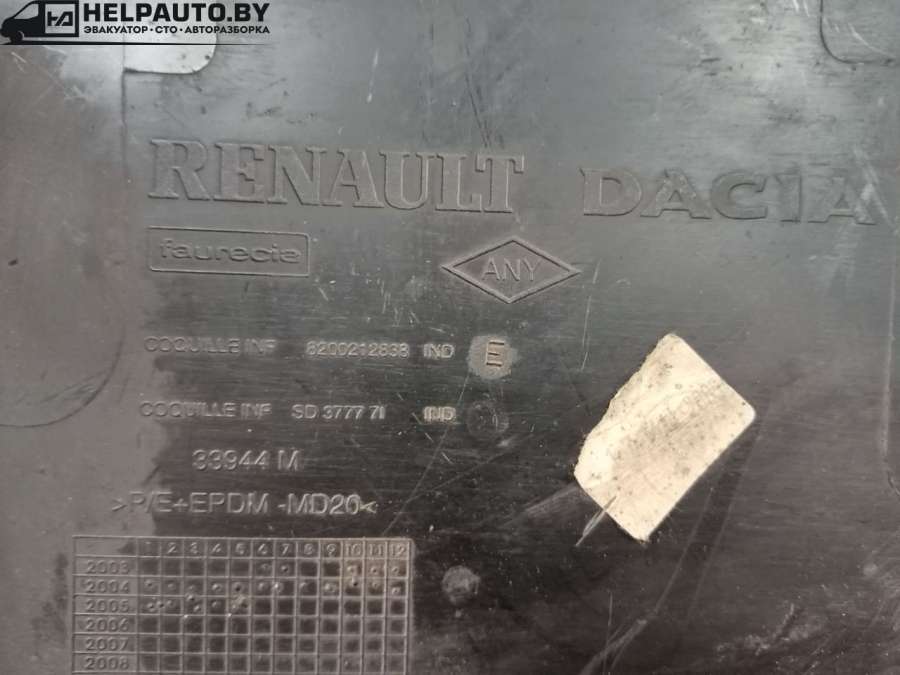 HELPAUTO.BY
ЭВАКУАТОР · СТО · АВТОРАЗБОРКА
RENAULT DACIA
faurecia
ANY
COQUILLE INF 8200212838 IND E
COQUILLE INF SD 3777 71 IND
33944 M
>P/E+EPDM -MD20<
1 2 3 4 5 6 7 8 9 10 11 12
2003
2004
2005
2006
2007
2008